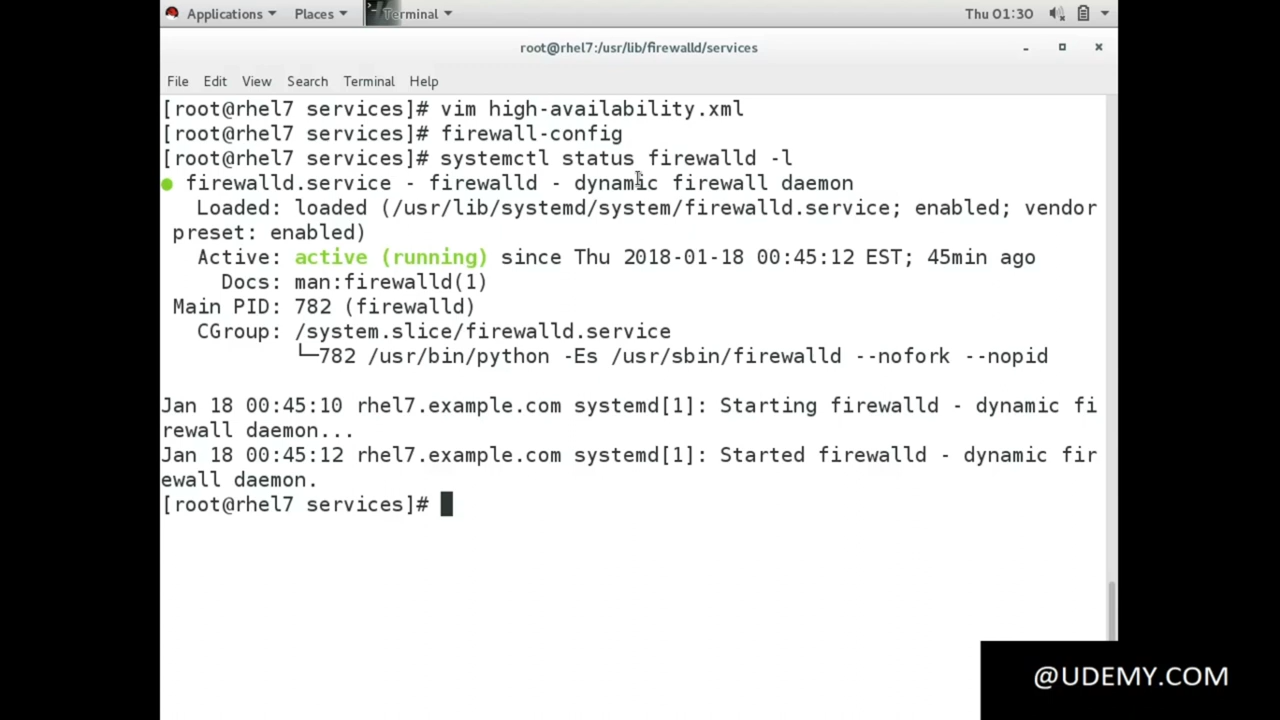 Applications Places Terminal Thu 01:30
root@rhel7:/usr/lib/firewalld/services
File Edit View Search Terminal Help
[root@rhel7 services]# vim high-availability.xml
[root@rhel7 services]# firewall-config
[root@rhel7 services]# systemctl status firewalld -l
● firewalld.service - firewalld - dynamic firewall daemon
Loaded: loaded (/usr/lib/systemd/system/firewalld.service; enabled; vendor
preset: enabled)
Active: active (running) since Thu 2018-01-18 00:45:12 EST; 45min ago
Docs: man:firewalld(1)
Main PID: 782 (firewalld)
CGroup: /system.slice/firewalld.service
└─782 /usr/bin/python -Es /usr/sbin/firewalld --nofork --nopid
Jan 18 00:45:10 rhel7.example.com systemd[1]: Starting firewalld - dynamic fi
rewall daemon...
Jan 18 00:45:12 rhel7.example.com systemd[1]: Started firewalld - dynamic fir
ewall daemon.
[root@rhel7 services]#
@UDEMY.COM